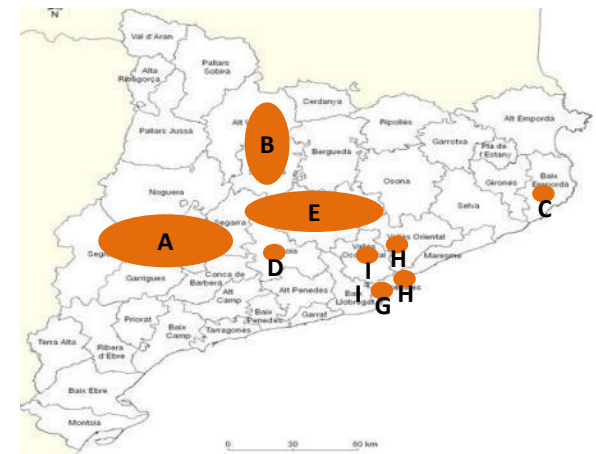 N
Val d'Aran
Pallars
Sobirà
Alta
Ribagorça
Cerdanya
Alt
B
Ripollès
Alt Empordà
Pallars Jussà
Berguedà
Garrotxa
Pla de
l'Estany
Osona
Gironès
Baix
Empordà
Noguera
Selva
C
E
Segarra
A
Vallès Oriental
Vallès
H
Maresme
D
I
Garrigues
Conca de
Barberà
Alt
Camp
Alt Penedès
Baix
Llobregat
I
G
H
Priorat
Baix
Camp
Tarragonès
Baix
Penedès
Garraf
Terra Alta
Ribera
d'Ebre
Baix Ebre
Montsià
0
30
60 km